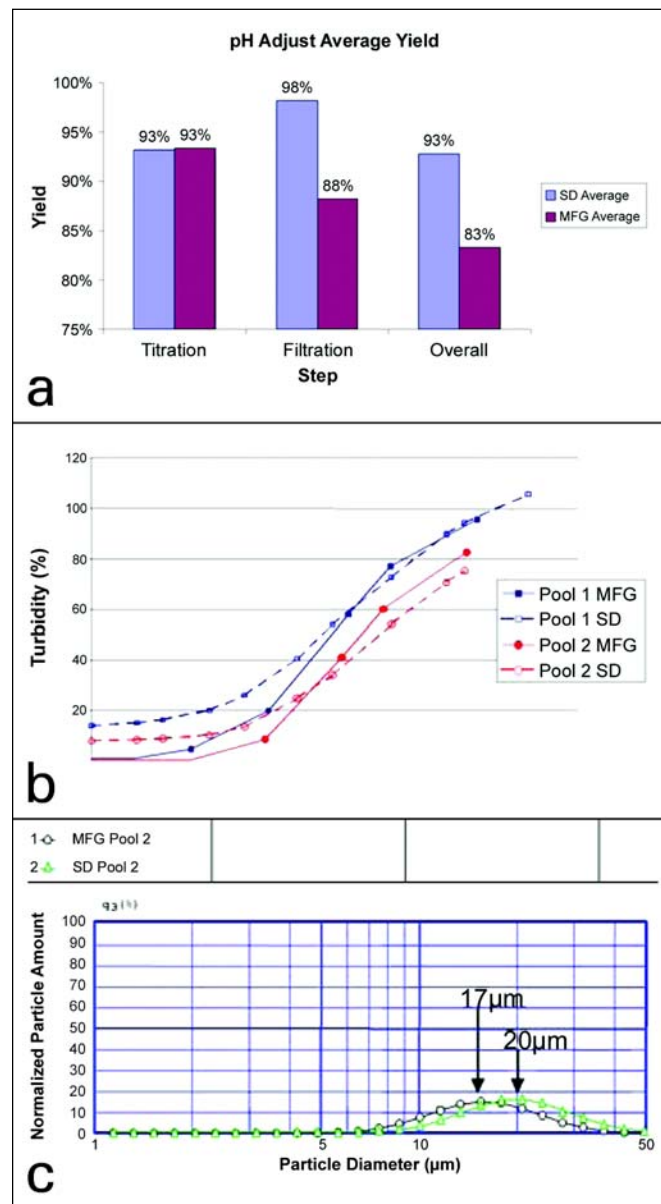 pH Adjust Average Yield
100%
95%
90%
85%
80%
75%
Yield
93% 93%
98%
88%
93%
83%
SD Average
MFG Average
Titration Filtration Overall
Step
a
120
100
80
60
40
20
Turbidity (%)
Pool 1 MFG
Pool 1 SD
Pool 2 MFG
Pool 2 SD
b
1 MFG Pool 2
2 SD Pool 2
93 (%)
100
90
80
70
60
50
40
30
20
10
0
Normalized Particle Amount
17µm
20µm
1 5 10 50
Particle Diameter (µm)
c